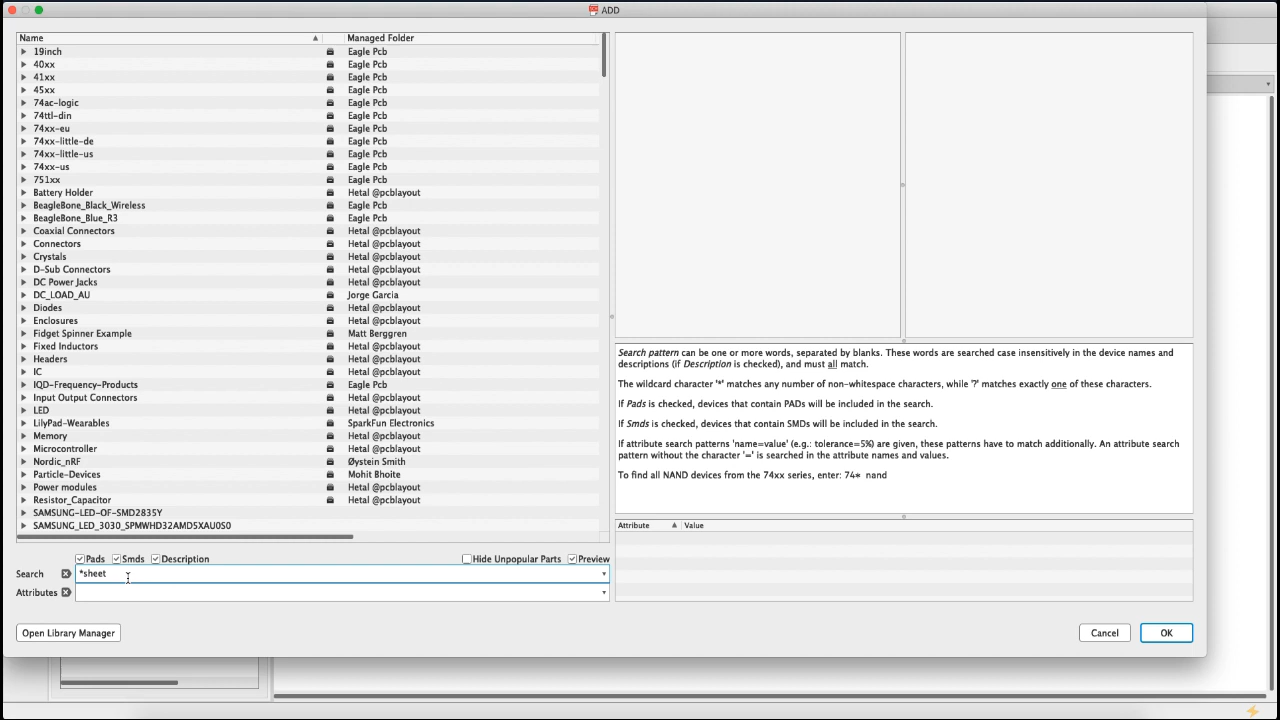 ADD
Name Managed Folder
19inch Eagle Pcb
40xx Eagle Pcb
41xx Eagle Pcb
45xx Eagle Pcb
74ac-logic Eagle Pcb
74ttl-din Eagle Pcb
74xx-eu Eagle Pcb
74xx-little-de Eagle Pcb
74xx-little-us Eagle Pcb
74xx-us Eagle Pcb
751xx Eagle Pcb
Battery Holder Hetal @pcblayout
BeagleBone_Black_Wireless Eagle Pcb
BeagleBone_Blue_R3 Eagle Pcb
Coaxial Connectors Hetal @pcblayout
Connectors Hetal @pcblayout
Crystals Hetal @pcblayout
D-Sub Connectors Hetal @pcblayout
DC Power Jacks Hetal @pcblayout
DC_LOAD_AU Jorge Garcia
Diodes Hetal @pcblayout
Enclosures Hetal @pcblayout
Fidget Spinner Example Matt Berggren
Fixed Inductors Hetal @pcblayout
Headers Hetal @pcblayout
IC Hetal @pcblayout
IQD-Frequency-Products Eagle Pcb
Input Output Connectors Hetal @pcblayout
LED Hetal @pcblayout
LilyPad-Wearables SparkFun Electronics
Memory Hetal @pcblayout
Microcontroller Hetal @pcblayout
Nordic_nRF Øystein Smith
Particle-Devices Mohit Bhoite
Power modules Hetal @pcblayout
Resistor_Capacitor Hetal @pcblayout
SAMSUNG-LED-OF-SMD2835Y
SAMSUNG_LED_3030_SPMWHD32AMD5XAU0S0
Pads Smds Description Hide Unpopular Parts Preview
Search *sheet
Attributes
Open Library Manager
Search pattern can be one or more words, separated by blanks. These words are searched case insensitively in the device names and
descriptions (if Description is checked), and must all match.
The wildcard character '*' matches any number of non-whitespace characters, while '?' matches exactly one of these characters.
If Pads is checked, devices that contain PADs will be included in the search.
If Smds is checked, devices that contain SMDs will be included in the search.
If attribute search patterns 'name=value' (e.g.: tolerance=5%) are given, these patterns have to match additionally. An attribute search
pattern without the character '=' is searched in the attribute names and values.
To find all NAND devices from the 74xx series, enter: 74* nand
Attribute Value
Cancel OK